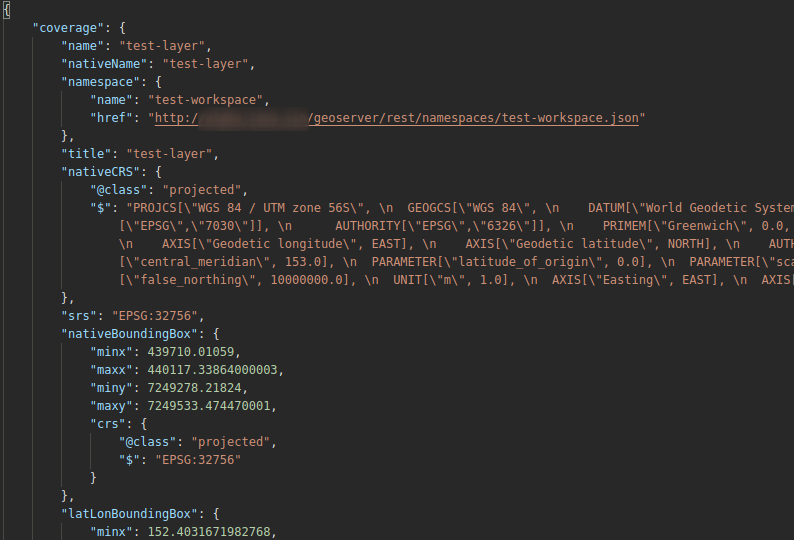 {
"coverage": {
"name": "test-layer",
"nativeName": "test-layer",
"namespace": {
"name": "test-workspace",
"href": "http:/ /geoserver/rest/namespaces/test-workspace.json"
},
"title": "test-layer",
"nativeCRS": {
"@class": "projected",
"$": "PROJCS[\"WGS 84 / UTM zone 56S\", \n  GEOGCS[\"WGS 84\", \n    DATUM[\"World Geodetic System
[\"EPSG\",\"7030\"]], \n      AUTHORITY[\"EPSG\",\"6326\"]], \n    PRIMEM[\"Greenwich\", 0.0,
\n    AXIS[\"Geodetic longitude\", EAST], \n    AXIS[\"Geodetic latitude\", NORTH], \n    AUTH
[\"central_meridian\", 153.0], \n  PARAMETER[\"latitude_of_origin\", 0.0], \n  PARAMETER[\"sca
[\"false_northing\", 10000000.0], \n  UNIT[\"m\", 1.0], \n  AXIS[\"Easting\", EAST], \n  AXIS[
},
"srs": "EPSG:32756",
"nativeBoundingBox": {
"minx": 439710.01059,
"maxx": 440117.33864000003,
"miny": 7249278.21824,
"maxy": 7249533.474470001,
"crs": {
"@class": "projected",
"$": "EPSG:32756"
}
},
"latLonBoundingBox": {
"minx": 152.4031671982768,